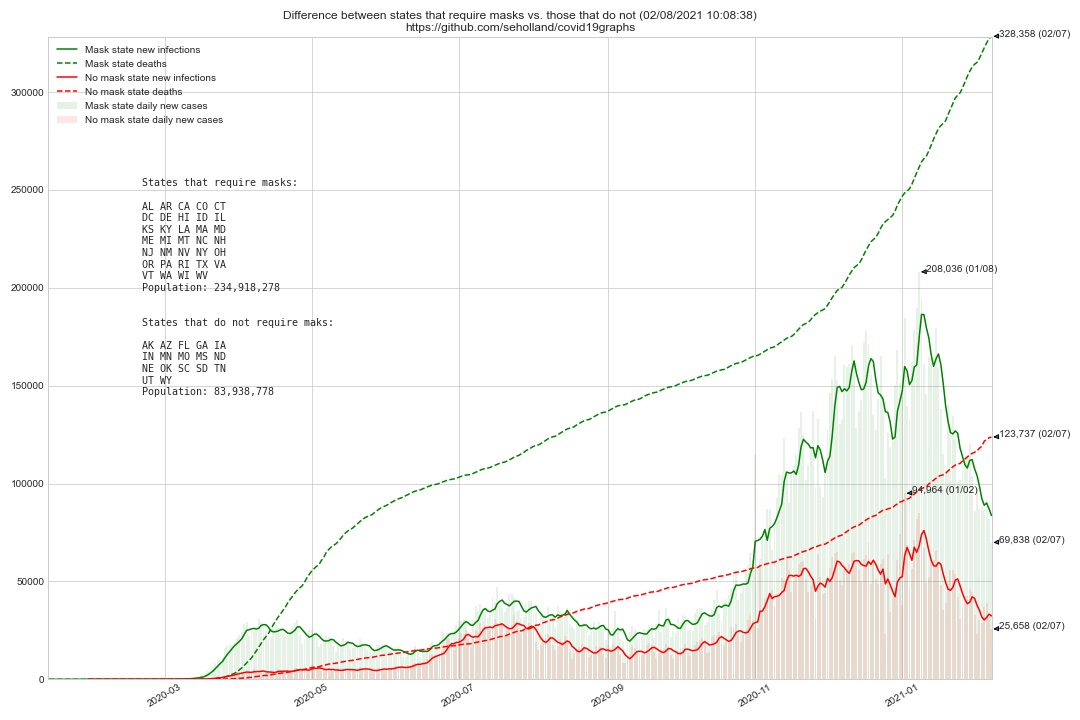 Difference between states that require masks vs. those that do not (02/08/2021 10:08:38)
https://github.com/seholland/covid19graphs
Mask state new infections
Mask state deaths
No mask state new infections
No mask state deaths
Mask state daily new cases
No mask state daily new cases
States that require masks:
AL AR CA CO CT
DC DE HI ID IL
KS KY LA MA MD
ME MI MT NC NH
NJ NM NV NY OH
OR PA RI TX VA
VT WA WI WV
Population: 234,918,278
States that do not require maks:
AK AZ FL GA IA
IN MN MO MS ND
NE OK SC SD TN
UT WY
Population: 83,938,778
328,358 (02/07)
208,036 (01/08)
123,737 (02/07)
94,964 (01/02)
69,838 (02/07)
25,658 (02/07)
300000
250000
200000
150000
100000
50000
0
2020-03
2020-05
2020-07
2020-09
2020-11
2021-01